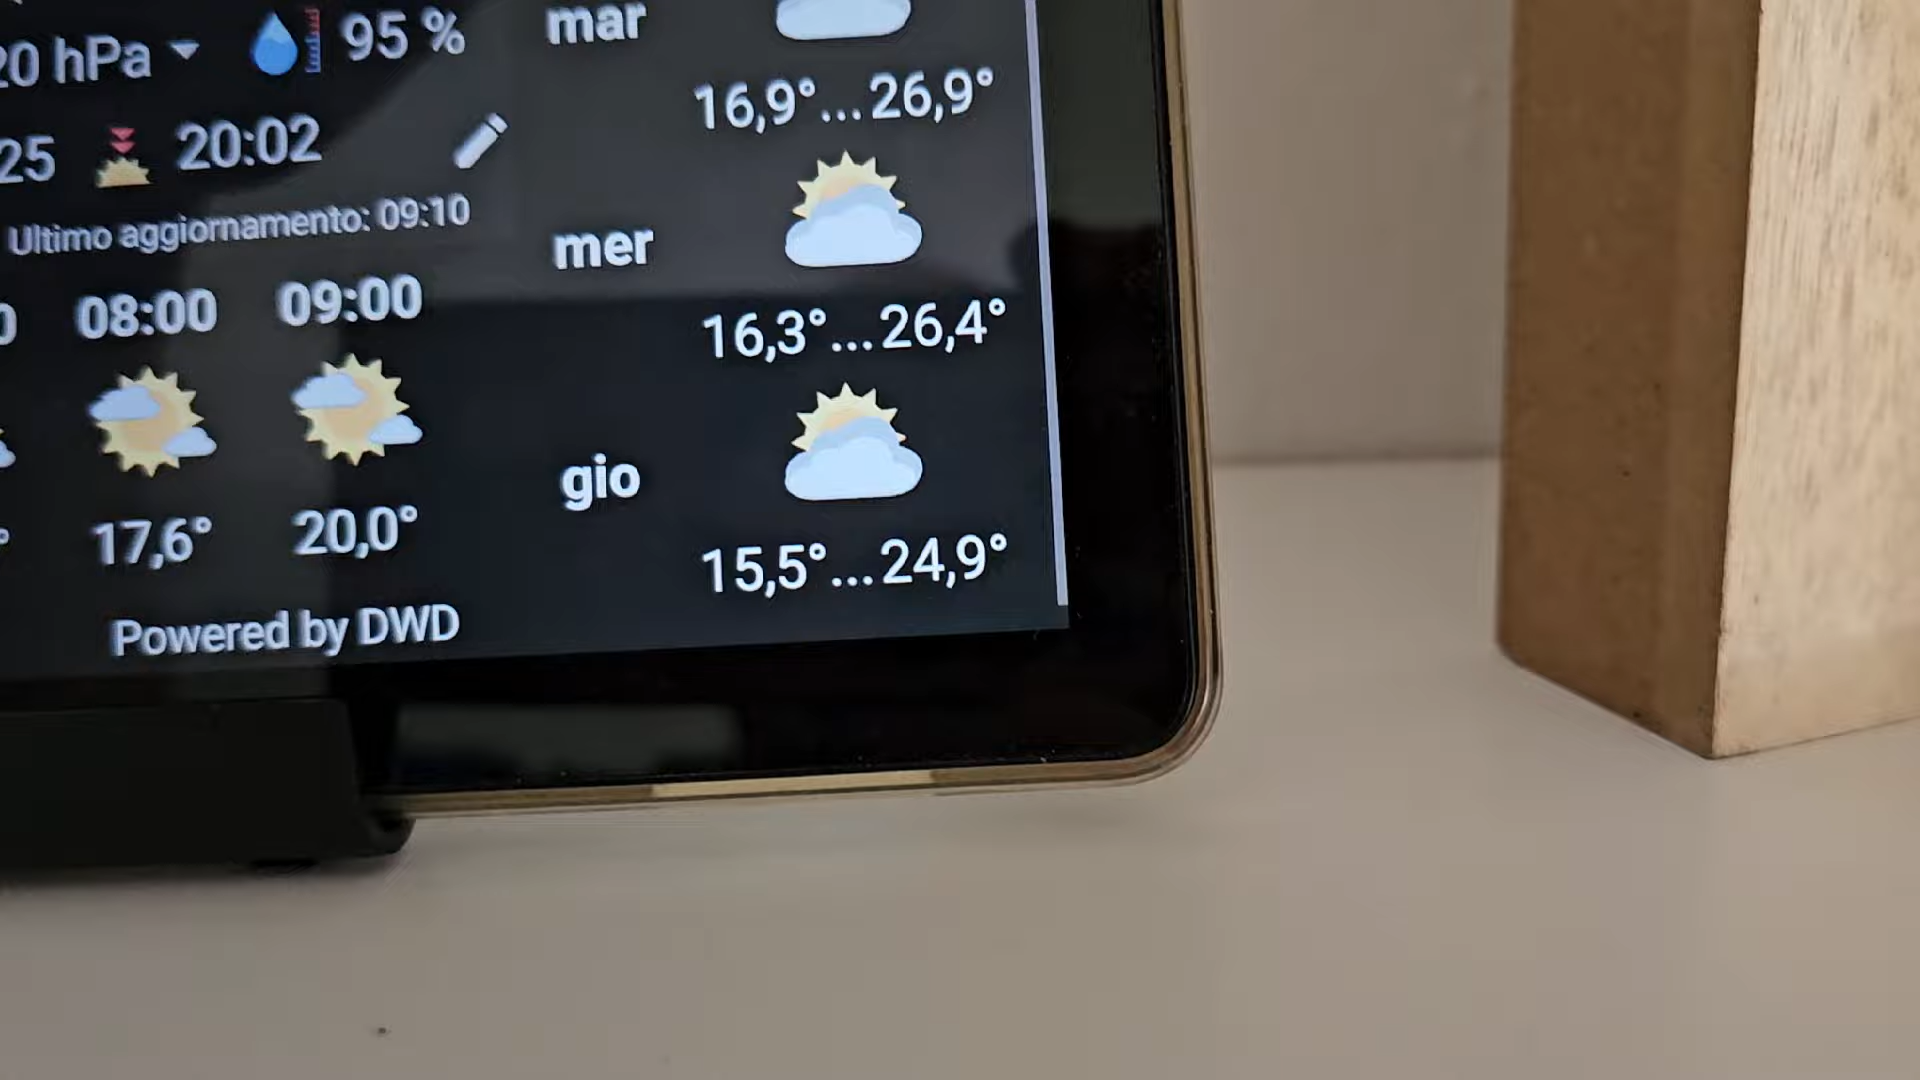 20 hPa 95 %
25 20:02
Ultimo aggiornamento: 09:10
08:00 09:00
17,6° 20,0°
Powered by DWD
mar
16,9°...26,9°
mer
16,3°...26,4°
gio
15,5°...24,9°